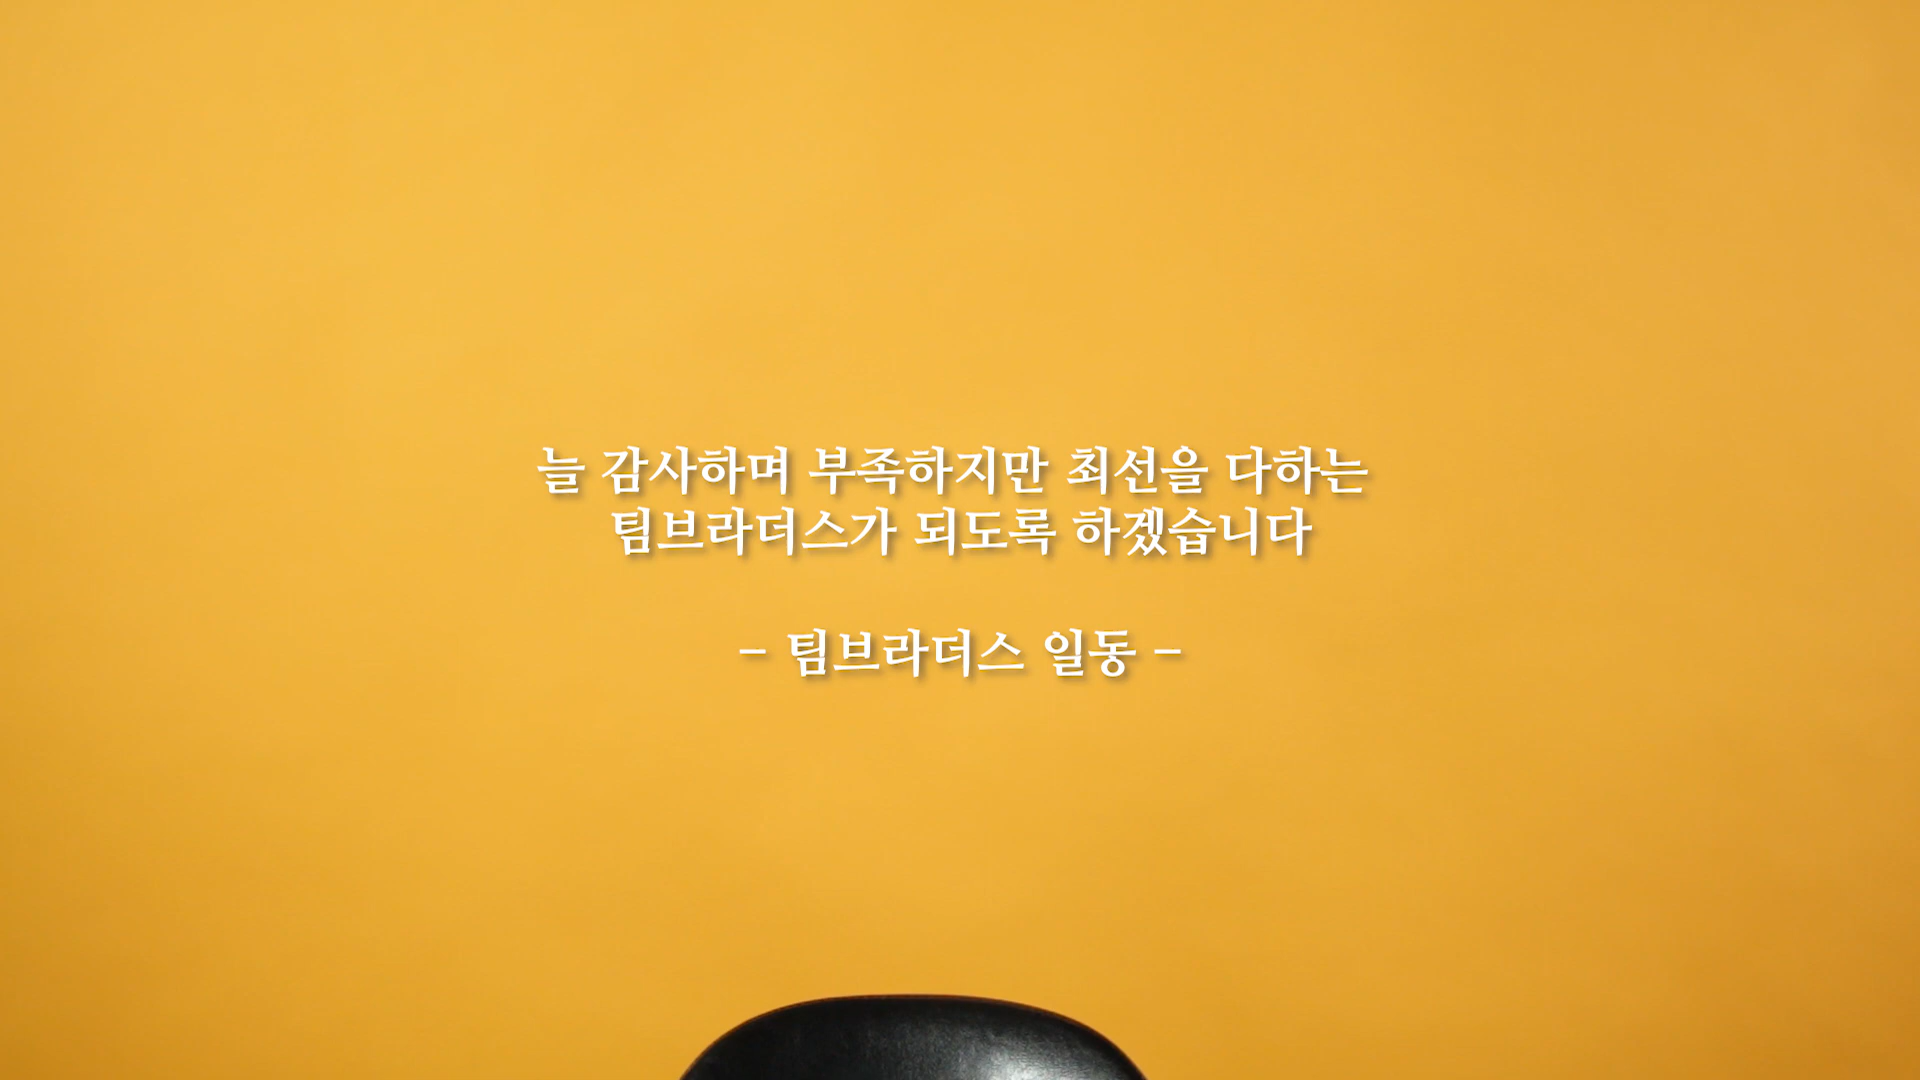 늘 감사하며 부족하지만 최선을 다하는
팀브라더스가 되도록 하겠습니다
- 팀브라더스 일동 -